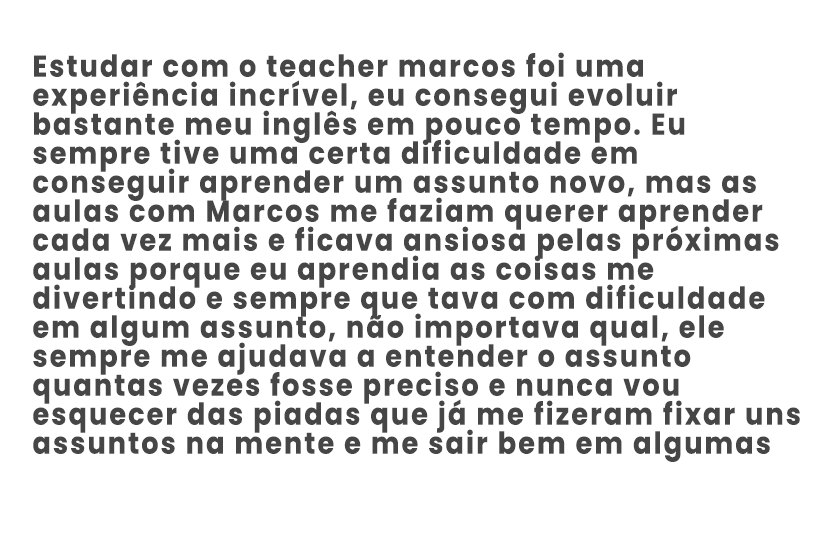 Estudar com o teacher marcos foi uma
experiência incrível, eu consegui evoluir
bastante meu inglês em pouco tempo. Eu
sempre tive uma certa dificuldade em
conseguir aprender um assunto novo, mas as
aulas com Marcos me faziam querer aprender
cada vez mais e ficava ansiosa pelas próximas
aulas porque eu aprendia as coisas me
divertindo e sempre que tava com dificuldade
em algum assunto, não importava qual, ele
sempre me ajudava a entender o assunto
quantas vezes fosse preciso e nunca vou
esquecer das piadas que já me fizeram fixar uns
assuntos na mente e me sair bem em algumas